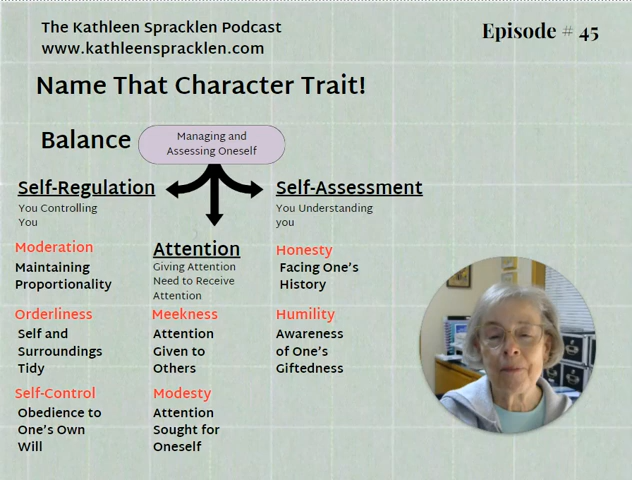 The Kathleen Spracklen Podcast
www.kathleenspracklen.com
Episode # 45
Name That Character Trait!
Balance
Managing and
Assessing Oneself
Self-Regulation
You Controlling
You
Moderation
Maintaining
Proportionality
Orderliness
Self and
Surroundings
Tidy
Self-Control
Obedience to
One's Own
Will
Attention
Giving Attention
Need to Receive
Attention
Meekness
Attention
Given to
Others
Modesty
Attention
Sought for
Oneself
Self-Assessment
You Understanding
you
Honesty
Facing One's
History
Humility
Awareness
of One's
Giftedness